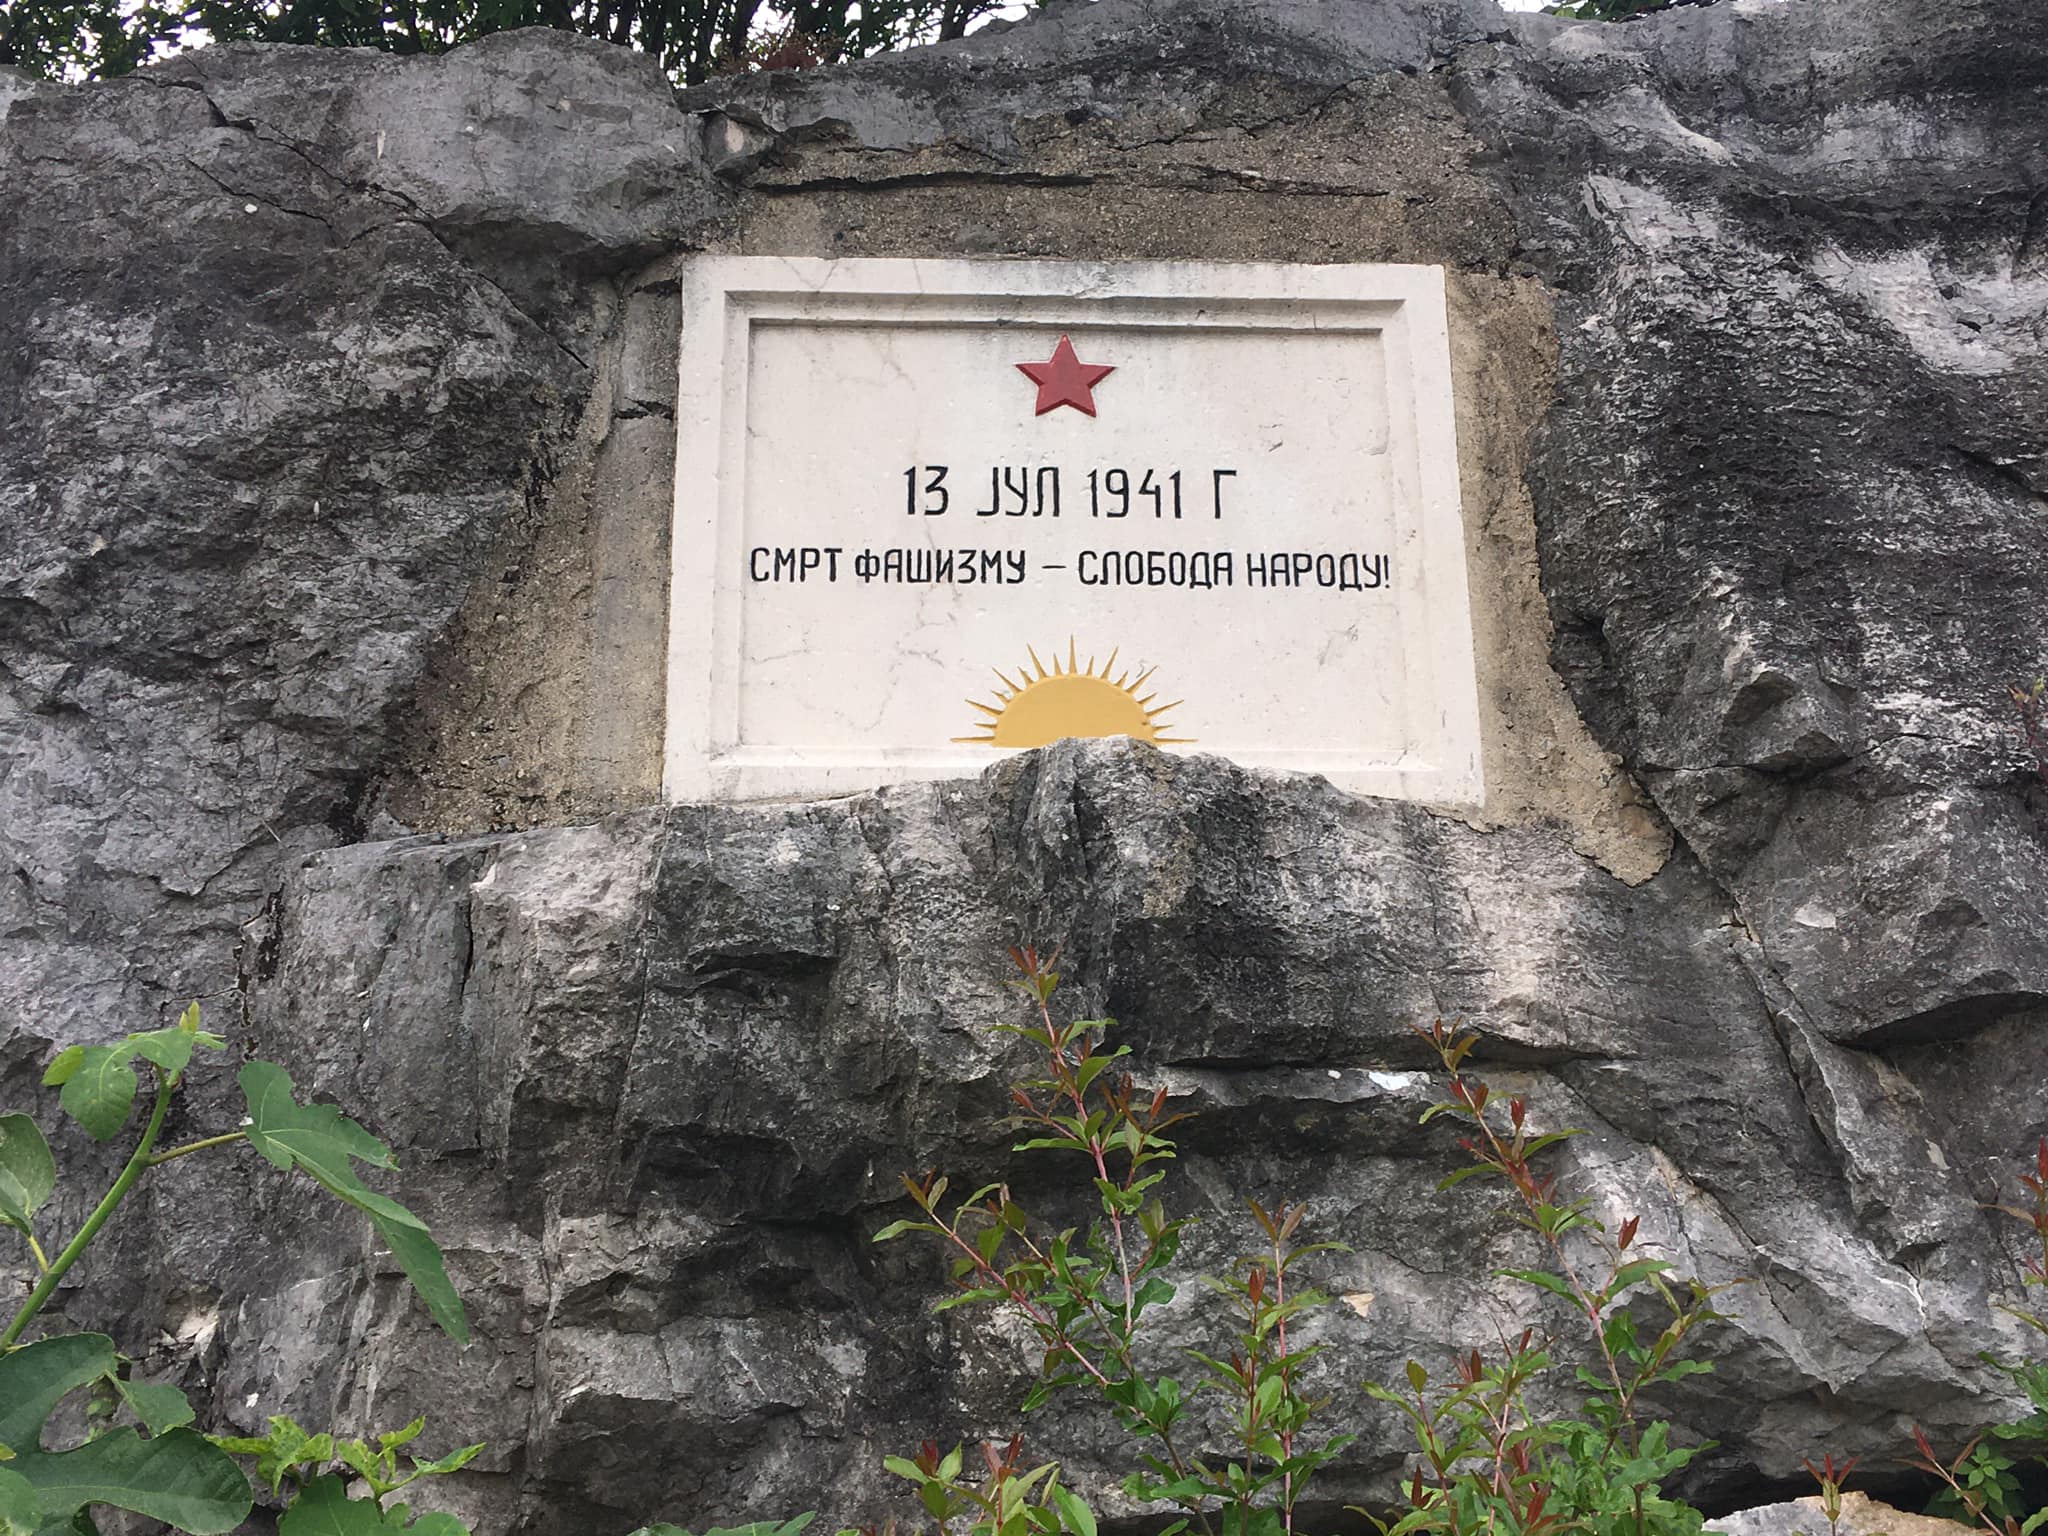 13 ЈУЛ 1941 Г
СМРТ ФАШИЗМУ – СЛОБОДА НАРОДУ!